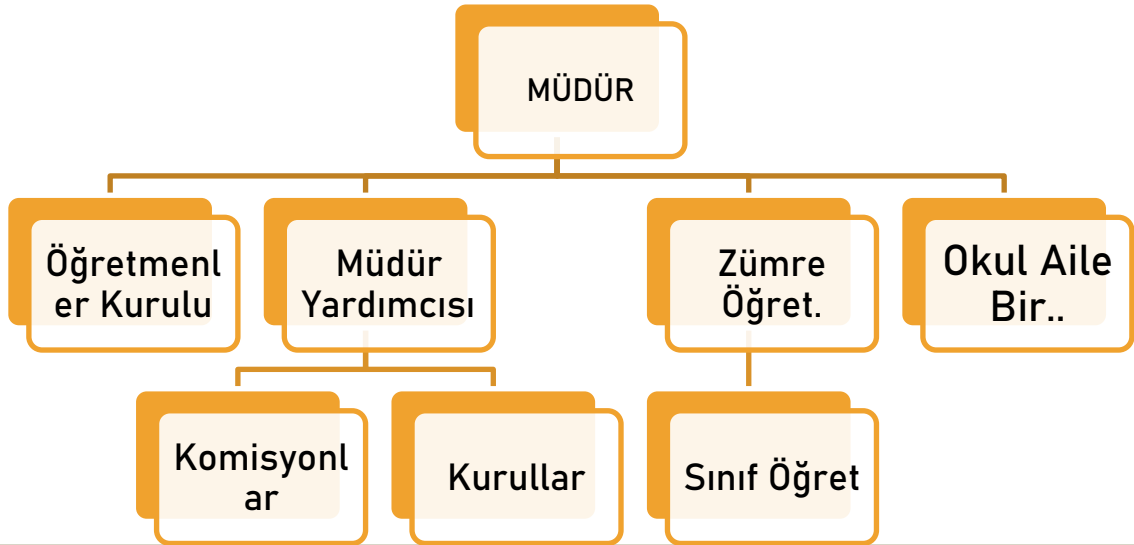 MÜDÜR
Öğretmenl
er Kurulu
Müdür
Yardımcısı
Zümre
Öğret.
Okul Aile
Bir..
Komisyonl
ar
Kurullar
Sınıf Öğret